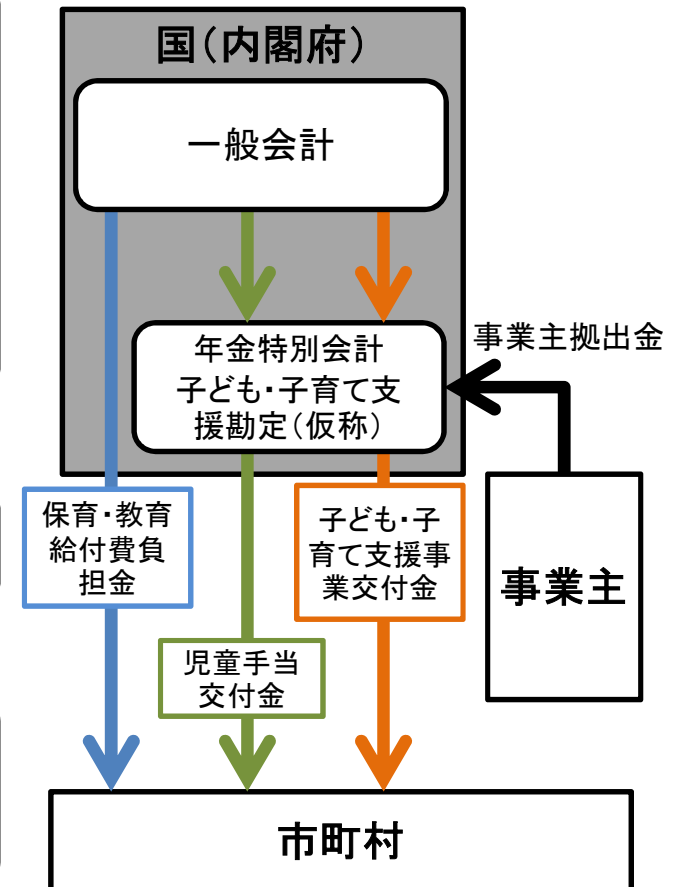 国(内閣府)
一般会計
事業主拠出金
年金特別会計
子ども・子育て支
援勘定(仮称)
保育・教育
給付費負
担金
子ども・子
育て支援事
業交付金
事業主
児童手当
交付金
市町村